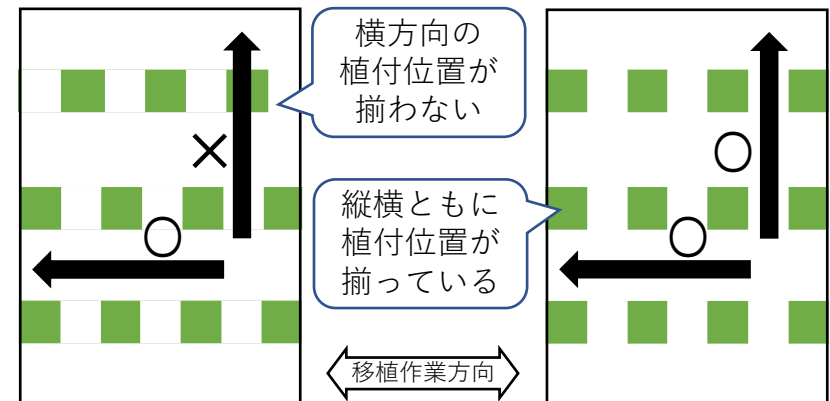 横方向の
植付位置が
揃わない
縦横ともに
植付位置が
揃っている
移植作業方向